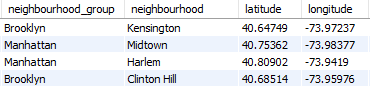 neighbourhood_group neighbourhood latitude longitude
Brooklyn Kensington 40.64749 -73.97237
Manhattan Midtown 40.75362 -73.98377
Manhattan Harlem 40.80902 -73.9419
Brooklyn Clinton Hill 40.68514 -73.95976